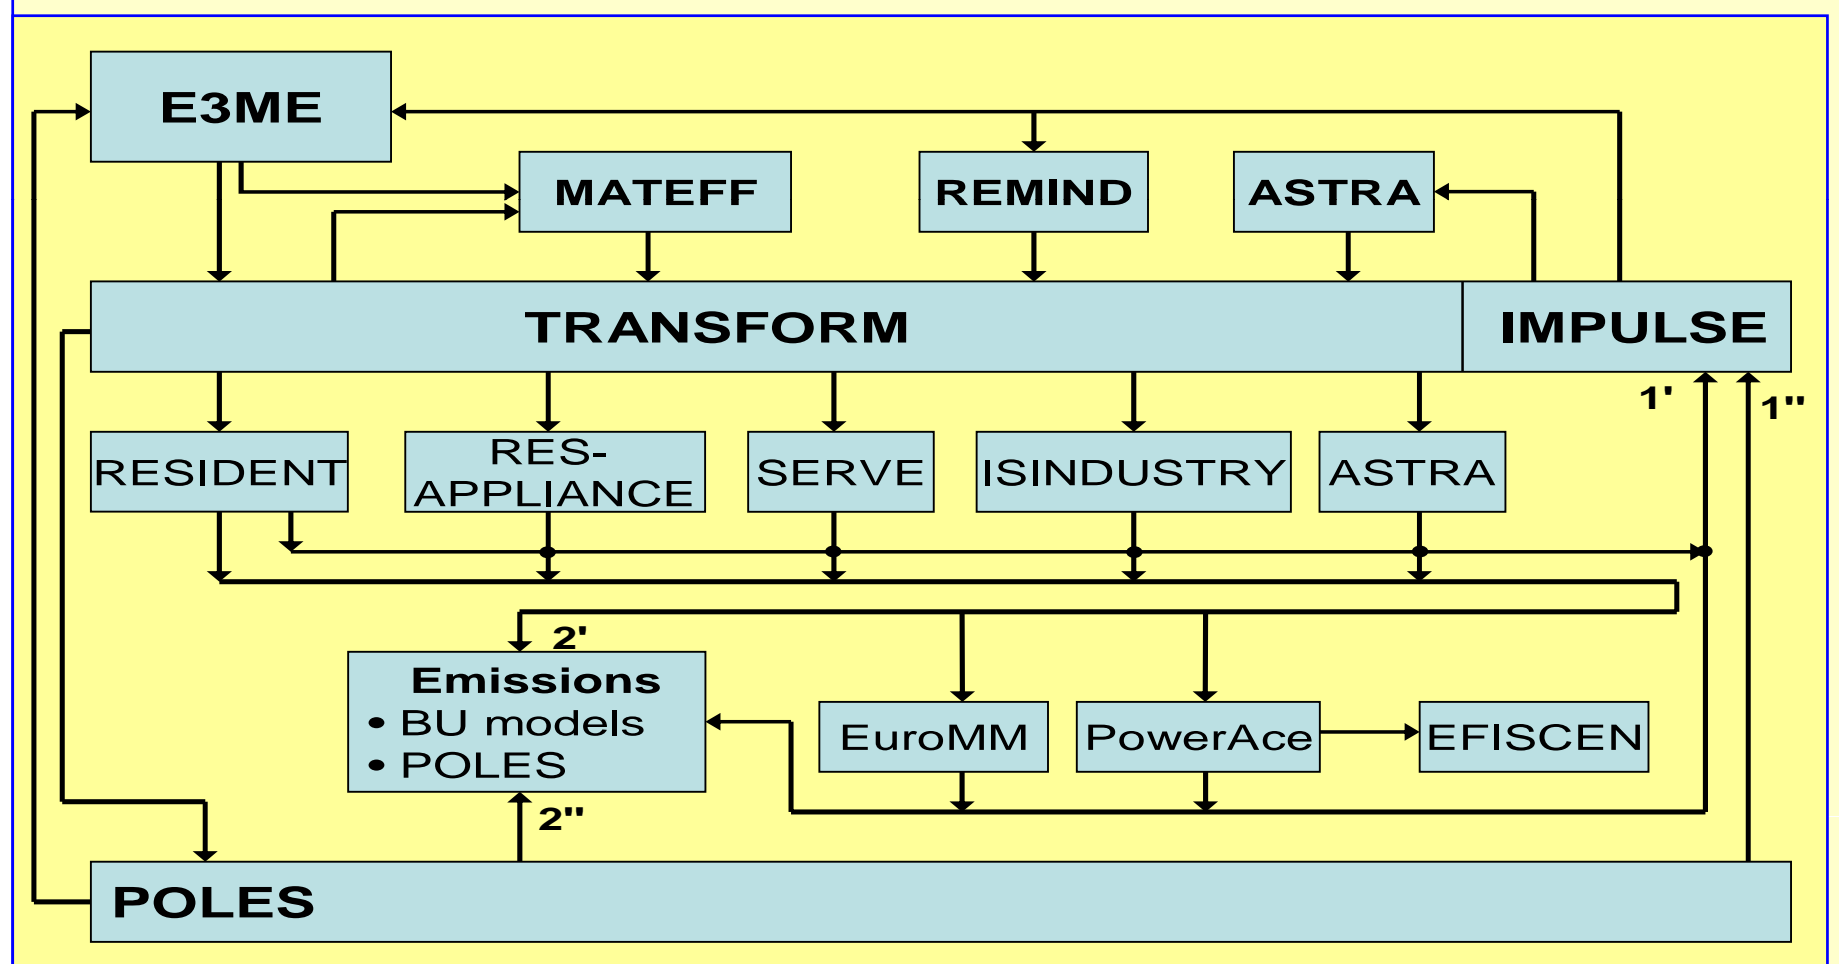 E3ME
MATEFF
REMIND
ASTRA
TRANSFORM
IMPULSE
1'
1''
RESIDENT
RES-
APPLIANCE
SERVE
ISINDUSTRY
ASTRA
2'
Emissions
• BU models
• POLES
EuroMM
PowerAce
EFISCEN
2''
POLES